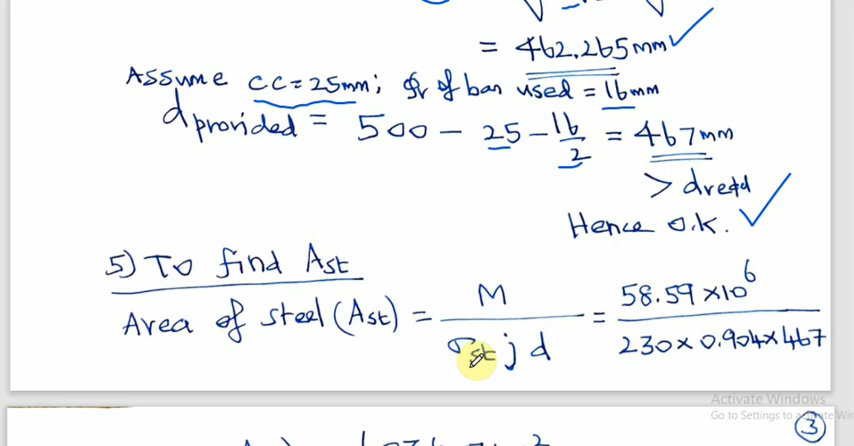 = 462.265mm ✓
Assume CC = 25mm; of bar used = 16mm
d provided = 500 - 25 - 16/2 = 467mm
> dreqd
Hence O.K. ✓
5) To find Ast
Area of steel (Ast) = M / σst j d = 58.59 × 10^6 / 230 × 0.904 × 467
Activate Windows
Go to Settings to activate Win
3